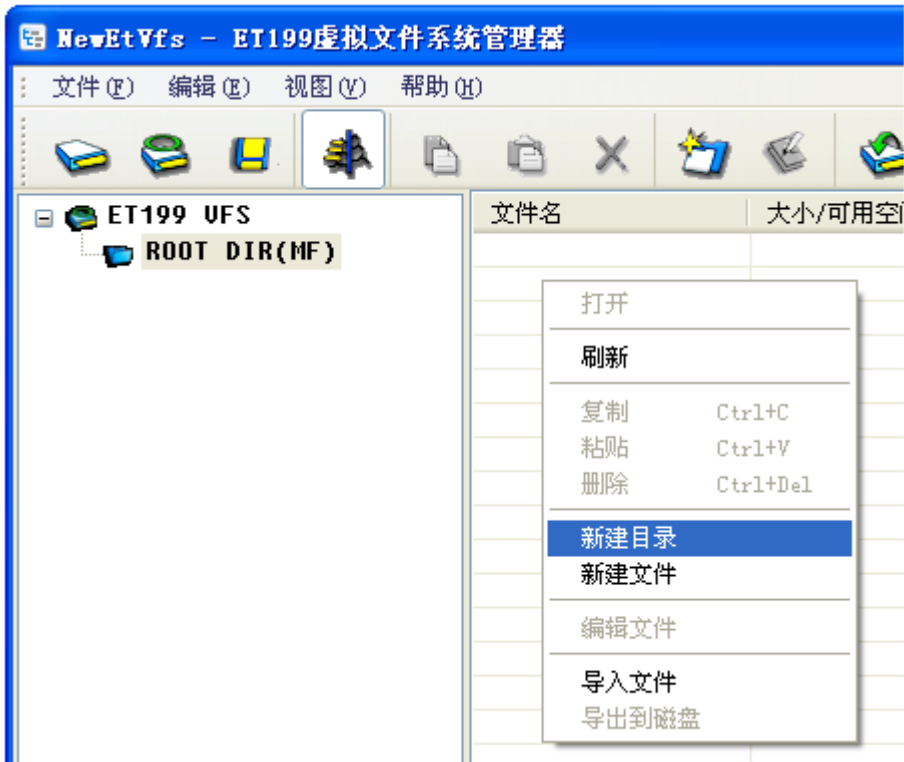 NewEtVfs - ET199虚拟文件系统管理器
文件(F) 编辑(E) 视图(V) 帮助(H)
ET199 VFS
ROOT DIR(MF)
文件名 大小/可用空
打开
刷新
复制 Ctrl+C
粘贴 Ctrl+V
删除 Ctrl+Del
新建目录
新建文件
编辑文件
导入文件
导出到磁盘